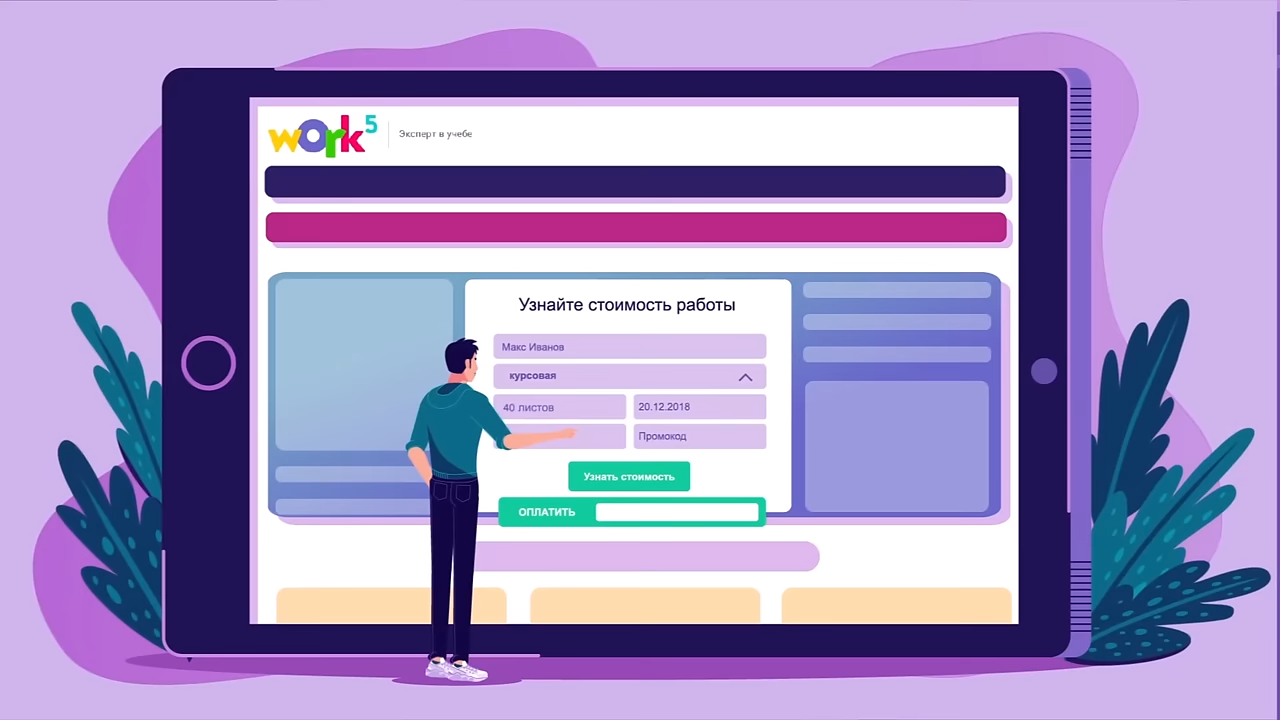 work5
Эксперт в учебе
Узнайте стоимость работы
Макс Иванов
курсовая
40 листов
20.12.2018
Промокод
Узнать стоимость
ОПЛАТИТЬ